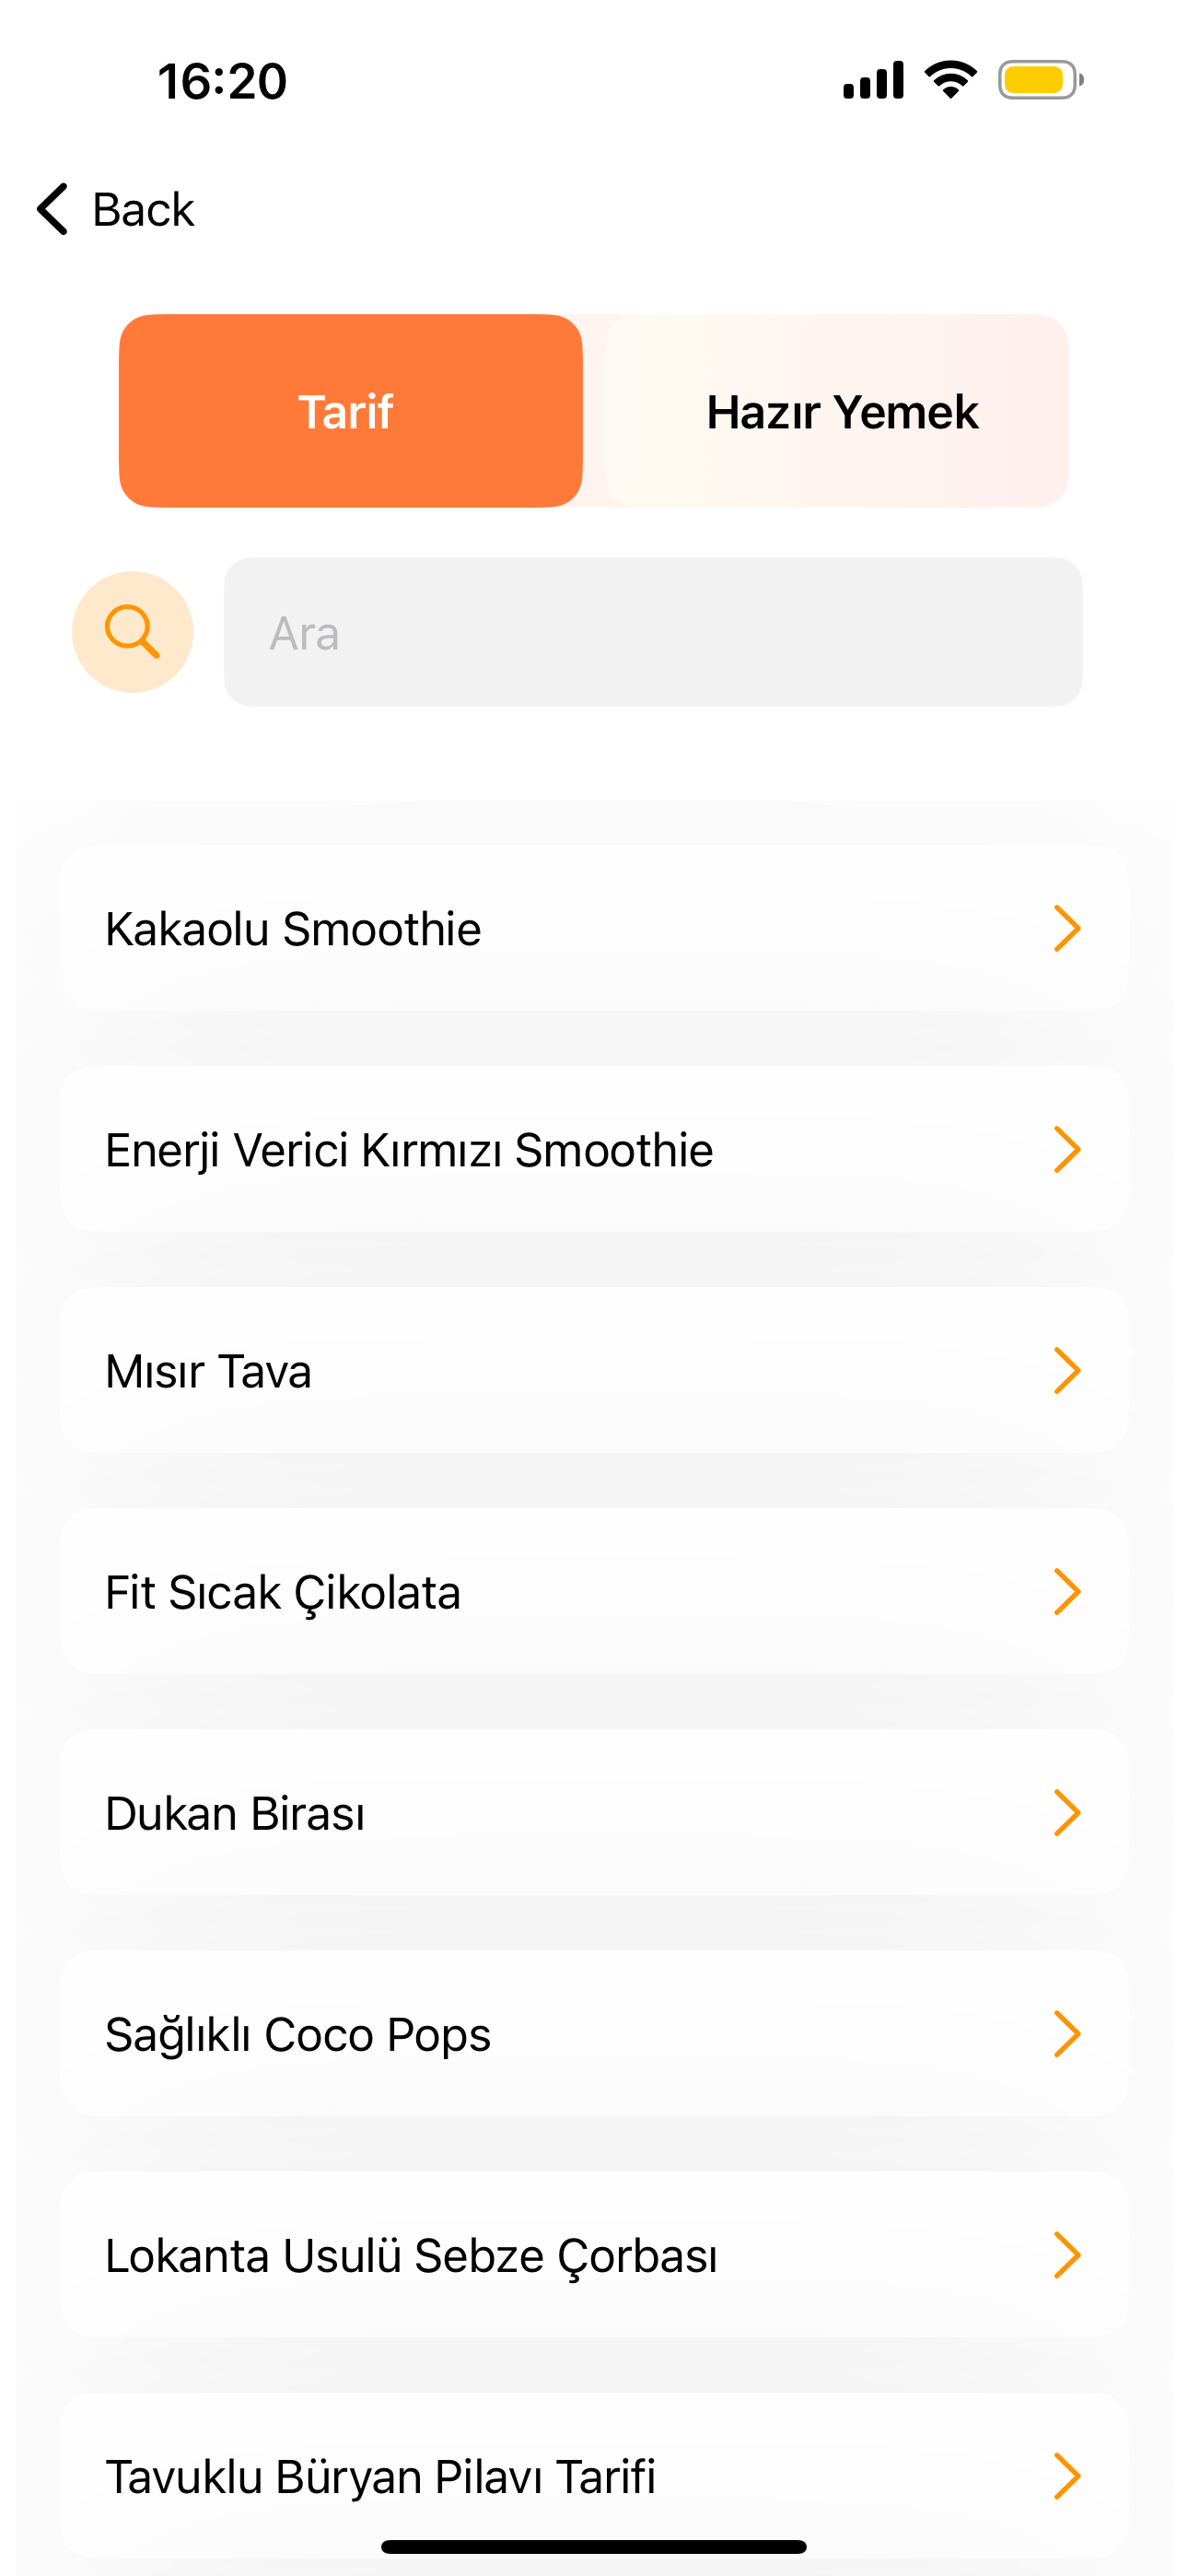 16:20
Back
Tarif
Hazır Yemek
Ara
Kakaolu Smoothie
Enerji Verici Kırmızı Smoothie
Mısır Tava
Fit Sıcak Çikolata
Dukan Birası
Sağlıklı Coco Pops
Lokanta Usulü Sebze Çorbası
Tavuklu Büryan Pilavı Tarifi